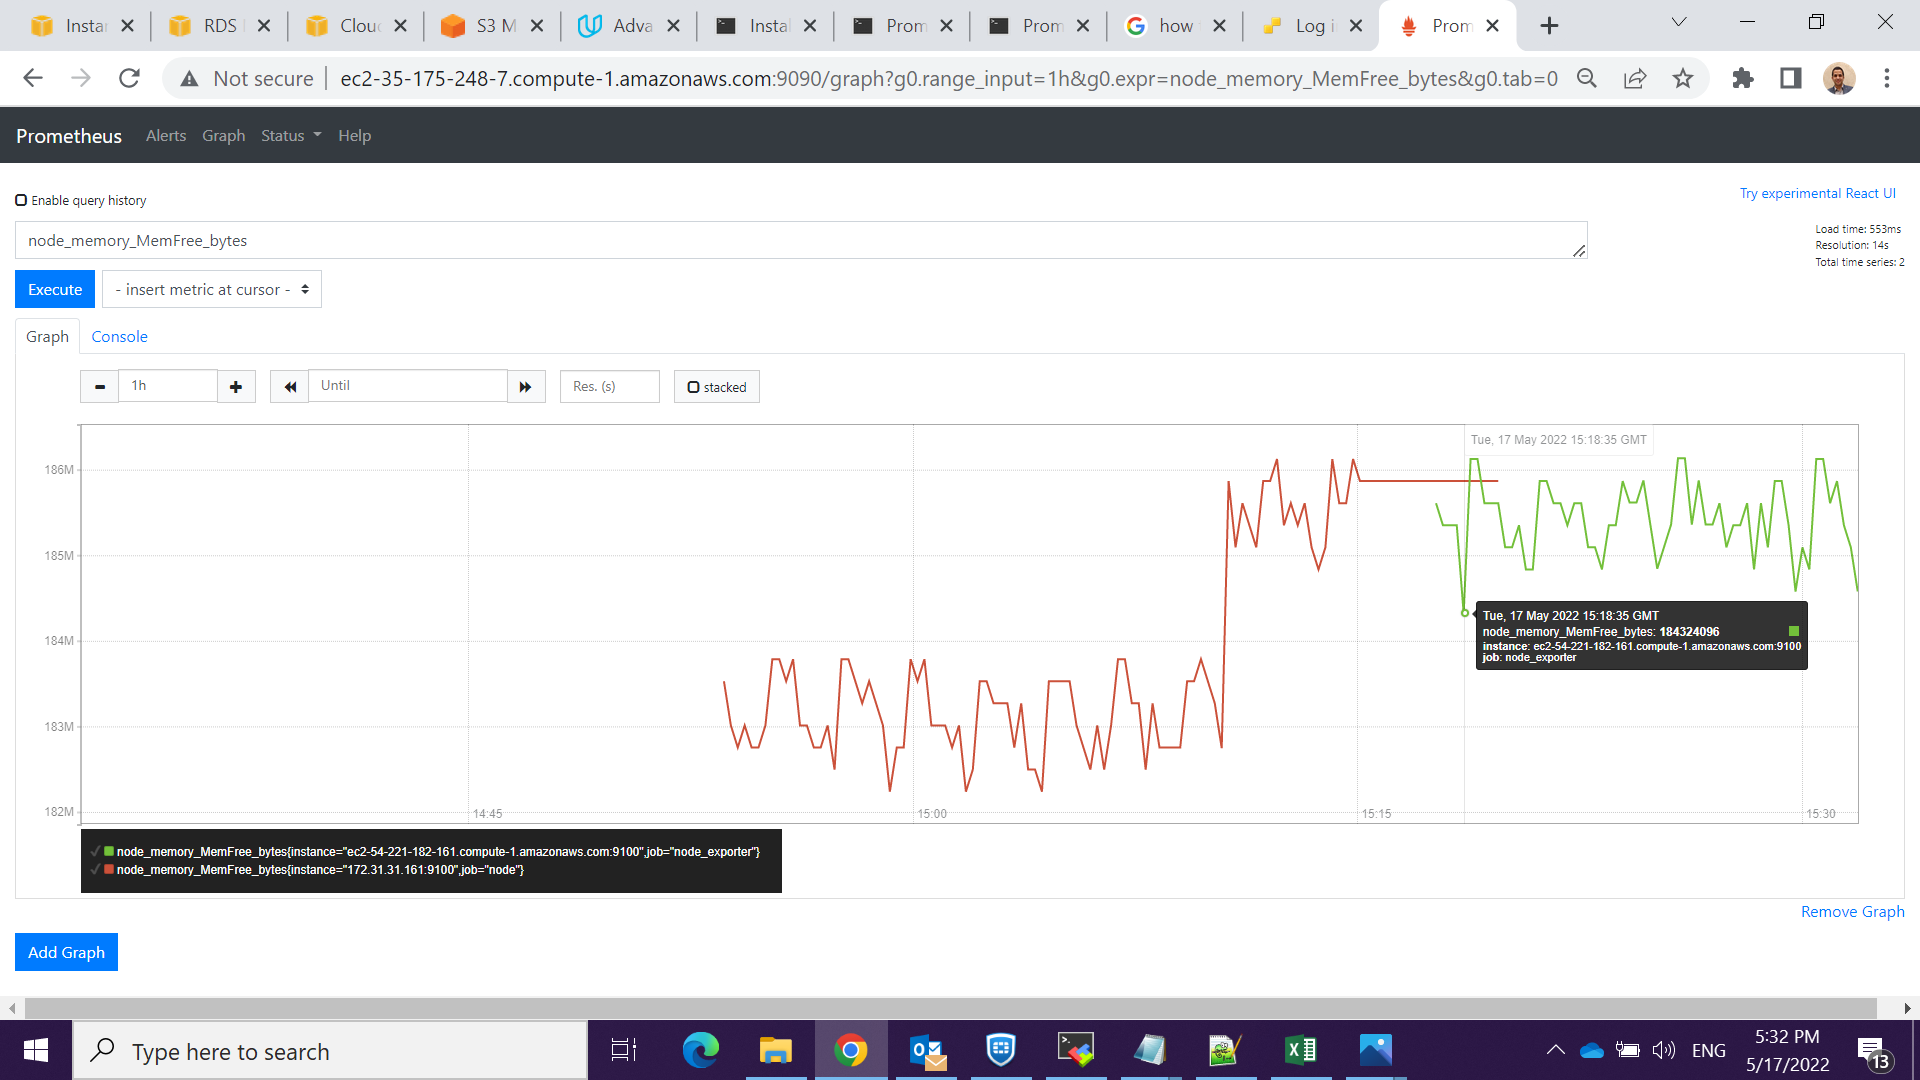 Instar
RDS
Cloud
S3 M
Adva
Instal
Prom
Prom
how
Log i
Prom
Not secure
ec2-35-175-248-7.compute-1.amazonaws.com:9090/graph?g0.range_input=1h&g0.expr=node_memory_MemFree_bytes&g0.tab=0
Prometheus Alerts Graph Status Help
Enable query history
Try experimental React UI
node_memory_MemFree_bytes
Load time: 553ms
Resolution: 14s
Total time series: 2
Execute
- insert metric at cursor -
Graph Console
1h
Until
Res. (s)
stacked
Tue, 17 May 2022 15:18:35 GMT
186M
185M
184M
183M
182M
14:45
15:00
15:15
15:30
Tue, 17 May 2022 15:18:35 GMT
node_memory_MemFree_bytes: 184324096
instance: ec2-54-221-182-161.compute-1.amazonaws.com:9100
job: node_exporter
node_memory_MemFree_bytes{instance="ec2-54-221-182-161.compute-1.amazonaws.com:9100",job="node_exporter"}
node_memory_MemFree_bytes{instance="172.31.31.161:9100",job="node"}
Remove Graph
Add Graph
Type here to search
ENG
5:32 PM
5/17/2022
13